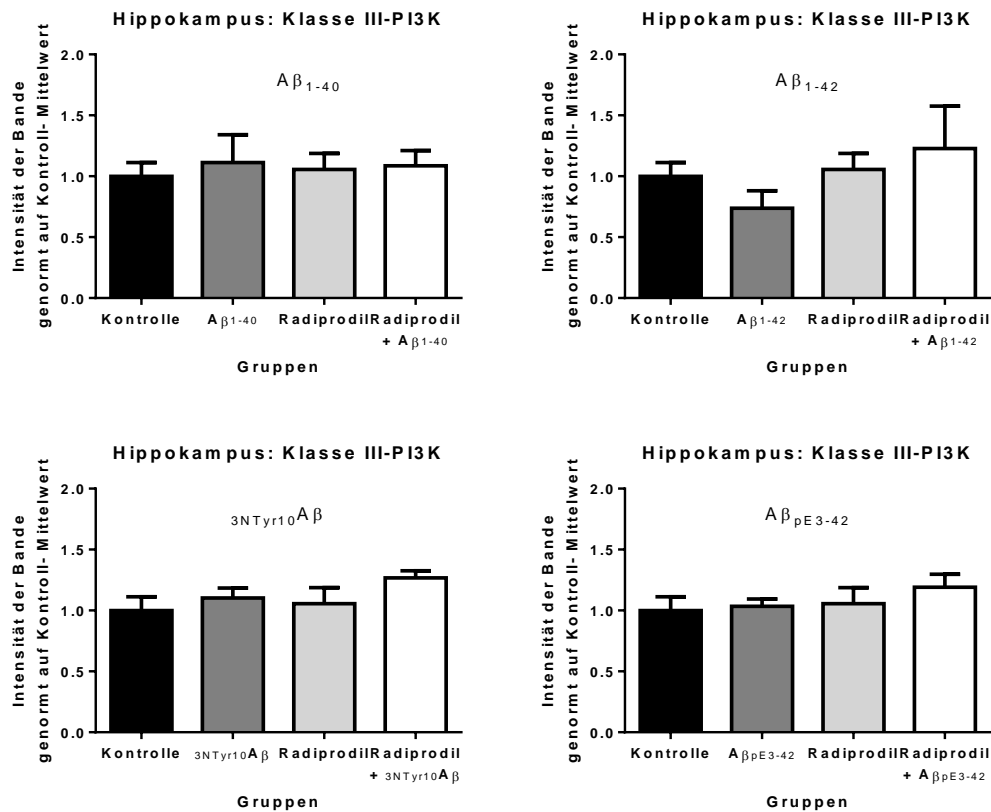 Hippokampus: Klasse III-PI3K
Intensität der Bande
genormt auf Kontroll-Mittelwert
2.0
1.5
1.0
0.5
0.0
Aβ1-40
Kontrolle Aβ1-40 Radiprodil Radiprodil
+ Aβ1-40
Gruppen
Hippokampus: Klasse III-PI3K
Intensität der Bande
genormt auf Kontroll-Mittelwert
2.0
1.5
1.0
0.5
0.0
Aβ1-42
Kontrolle Aβ1-42 Radiprodil Radiprodil
+ Aβ1-42
Gruppen
Hippokampus: Klasse III-PI3K
Intensität der Bande
genormt auf Kontroll-Mittelwert
2.0
1.5
1.0
0.5
0.0
3NTyr10Aβ
Kontrolle 3NTyr10Aβ Radiprodil Radiprodil
+ 3NTyr10Aβ
Gruppen
Hippokampus: Klasse III-PI3K
Intensität der Bande
genormt auf Kontroll-Mittelwert
2.0
1.5
1.0
0.5
0.0
AβpE3-42
Kontrolle AβpE3-42 Radiprodil Radiprodil
+ AβpE3-42
Gruppen